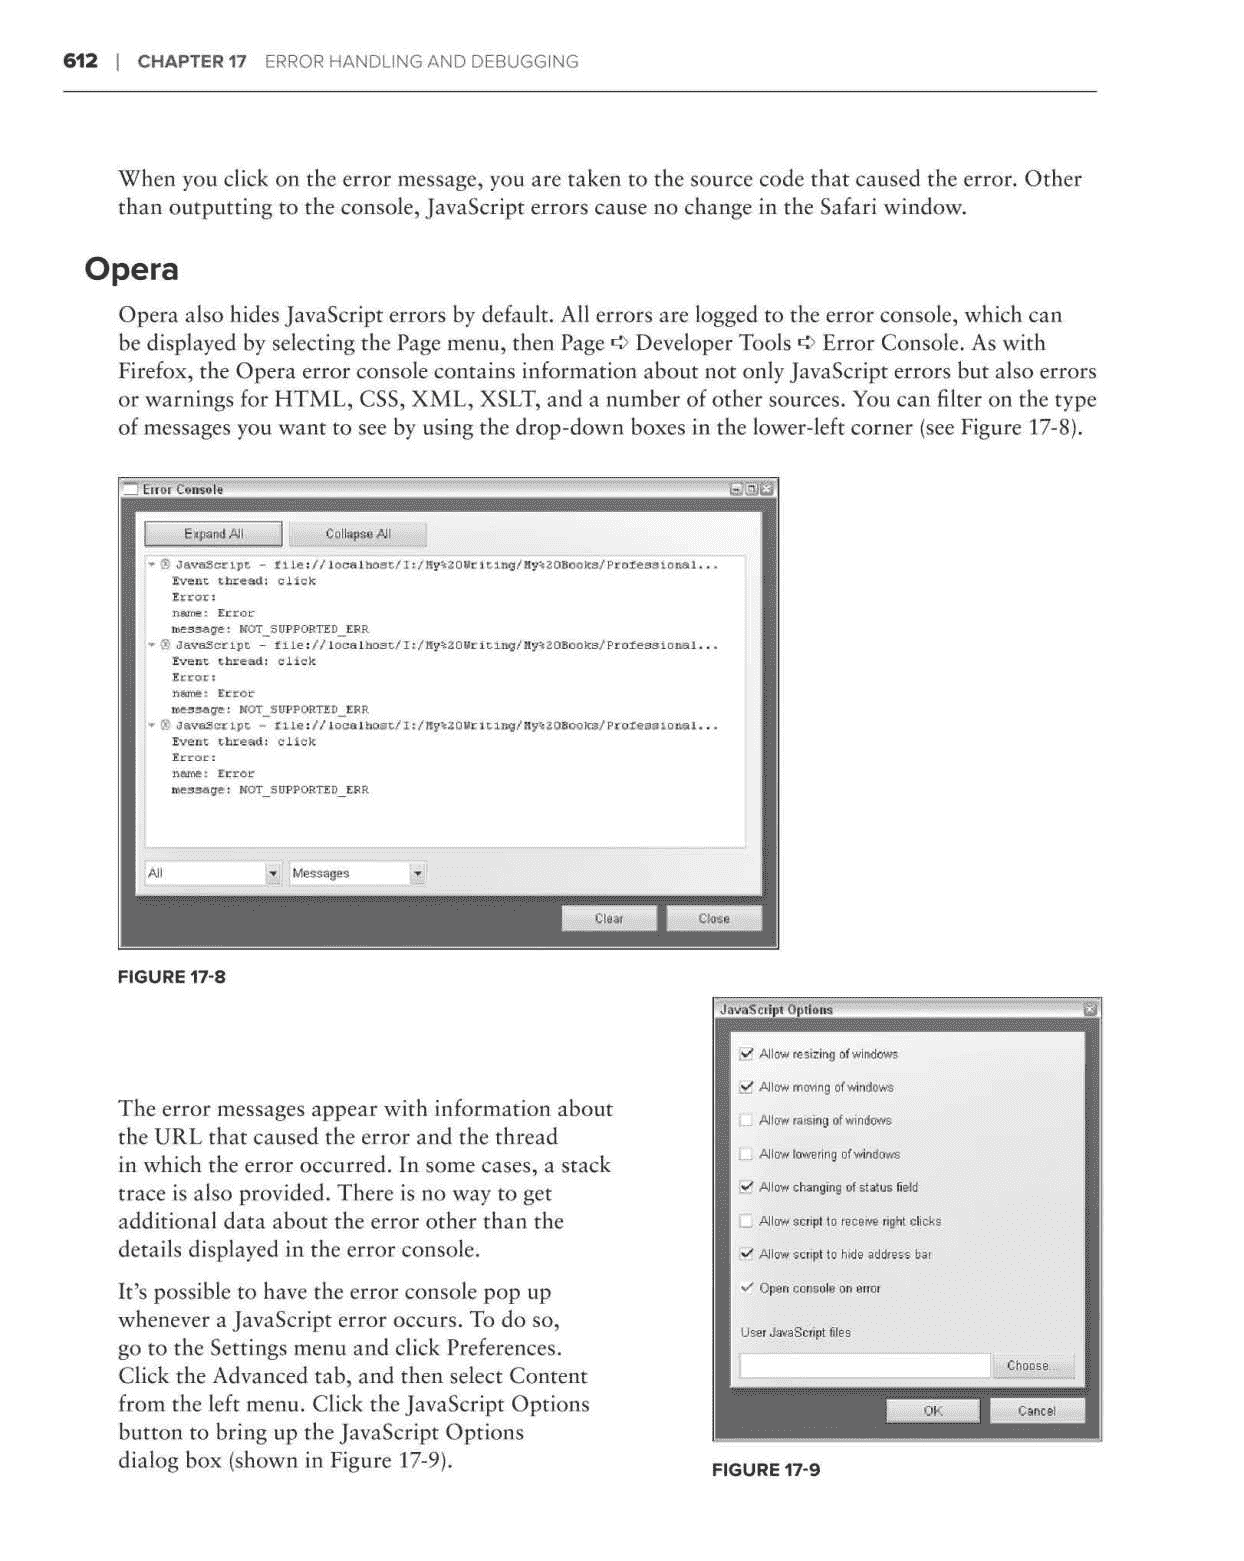 612 | CHAPTER 17 ERROR HANDLING AND DEBUGGING
When you click on the error message, you are taken to the source code that caused the error. Other
than outputting to the console, JavaScript errors cause no change in the Safari window.
Opera
Opera also hides JavaScript errors by default. All errors are logged to the error console, which can
be displayed by selecting the Page menu, then Page ➪ Developer Tools ➪ Error Console. As with
Firefox, the Opera error console contains information about not only JavaScript errors but also errors
or warnings for HTML, CSS, XML, XSLT, and a number of other sources. You can filter on the type
of messages you want to see by using the drop-down boxes in the lower-left corner (see Figure 17-8).
Error Console
Expand All Collapse All
JavaScript - file://localhost/I:/My%20Writing/My%20Books/Professional...
Event thread: click
Error:
name: Error
message: NOT_SUPPORTED_ERR
JavaScript - file://localhost/I:/My%20Writing/My%20Books/Professional...
Event thread: click
Error:
name: Error
message: NOT_SUPPORTED_ERR
JavaScript - file://localhost/I:/My%20Writing/My%20Books/Professional...
Event thread: click
Error:
name: Error
message: NOT_SUPPORTED_ERR
All Messages
Clear Close
FIGURE 17-8
The error messages appear with information about
the URL that caused the error and the thread
in which the error occurred. In some cases, a stack
trace is also provided. There is no way to get
additional data about the error other than the
details displayed in the error console.
It's possible to have the error console pop up
whenever a JavaScript error occurs. To do so,
go to the Settings menu and click Preferences.
Click the Advanced tab, and then select Content
from the left menu. Click the JavaScript Options
button to bring up the JavaScript Options
dialog box (shown in Figure 17-9).
JavaScript Options
Allow resizing of windows
Allow moving of windows
Allow raising of windows
Allow lowering of windows
Allow changing of status field
Allow script to receive right clicks
Allow script to hide address bar
Open console on error
User JavaScript files
Choose...
OK Cancel
FIGURE 17-9